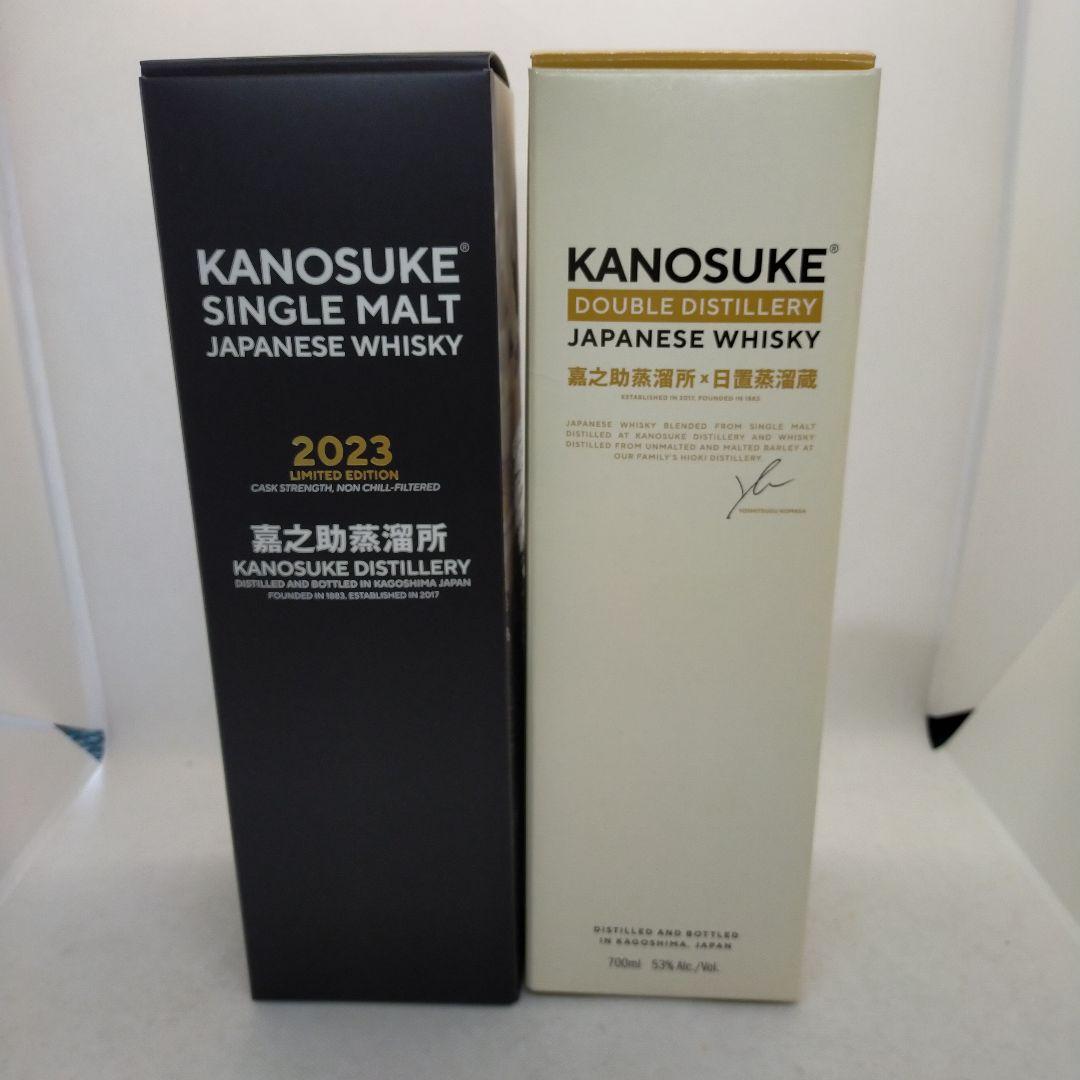 KANOSUKE®
SINGLE MALT
JAPANESE WHISKY
2023
LIMITED EDITION
CASK STRENGTH, NON CHILL-FILTERED
嘉之助蒸溜所
KANOSUKE DISTILLERY
DISTILLED AND BOTTLED IN KAGOSHIMA JAPAN
FOUNDED IN 1883, ESTABLISHED IN 2017
KANOSUKE®
DOUBLE DISTILLERY
JAPANESE WHISKY
嘉之助蒸溜所×日置蒸溜蔵
ESTABLISHED IN 2017, FOUNDED IN 1883
JAPANESE WHISKY BLENDED FROM SINGLE MALT
DISTILLED AT KANOSUKE DISTILLERY AND WHISKY
DISTILLED FROM UNMALTED AND MALTED BARLEY AT
OUR FAMILY'S HIOKI DISTILLERY.
YOSHITSUGU KOMASA
DISTILLED AND BOTTLED
IN KAGOSHIMA, JAPAN
700ml 53% Alc./Vol.